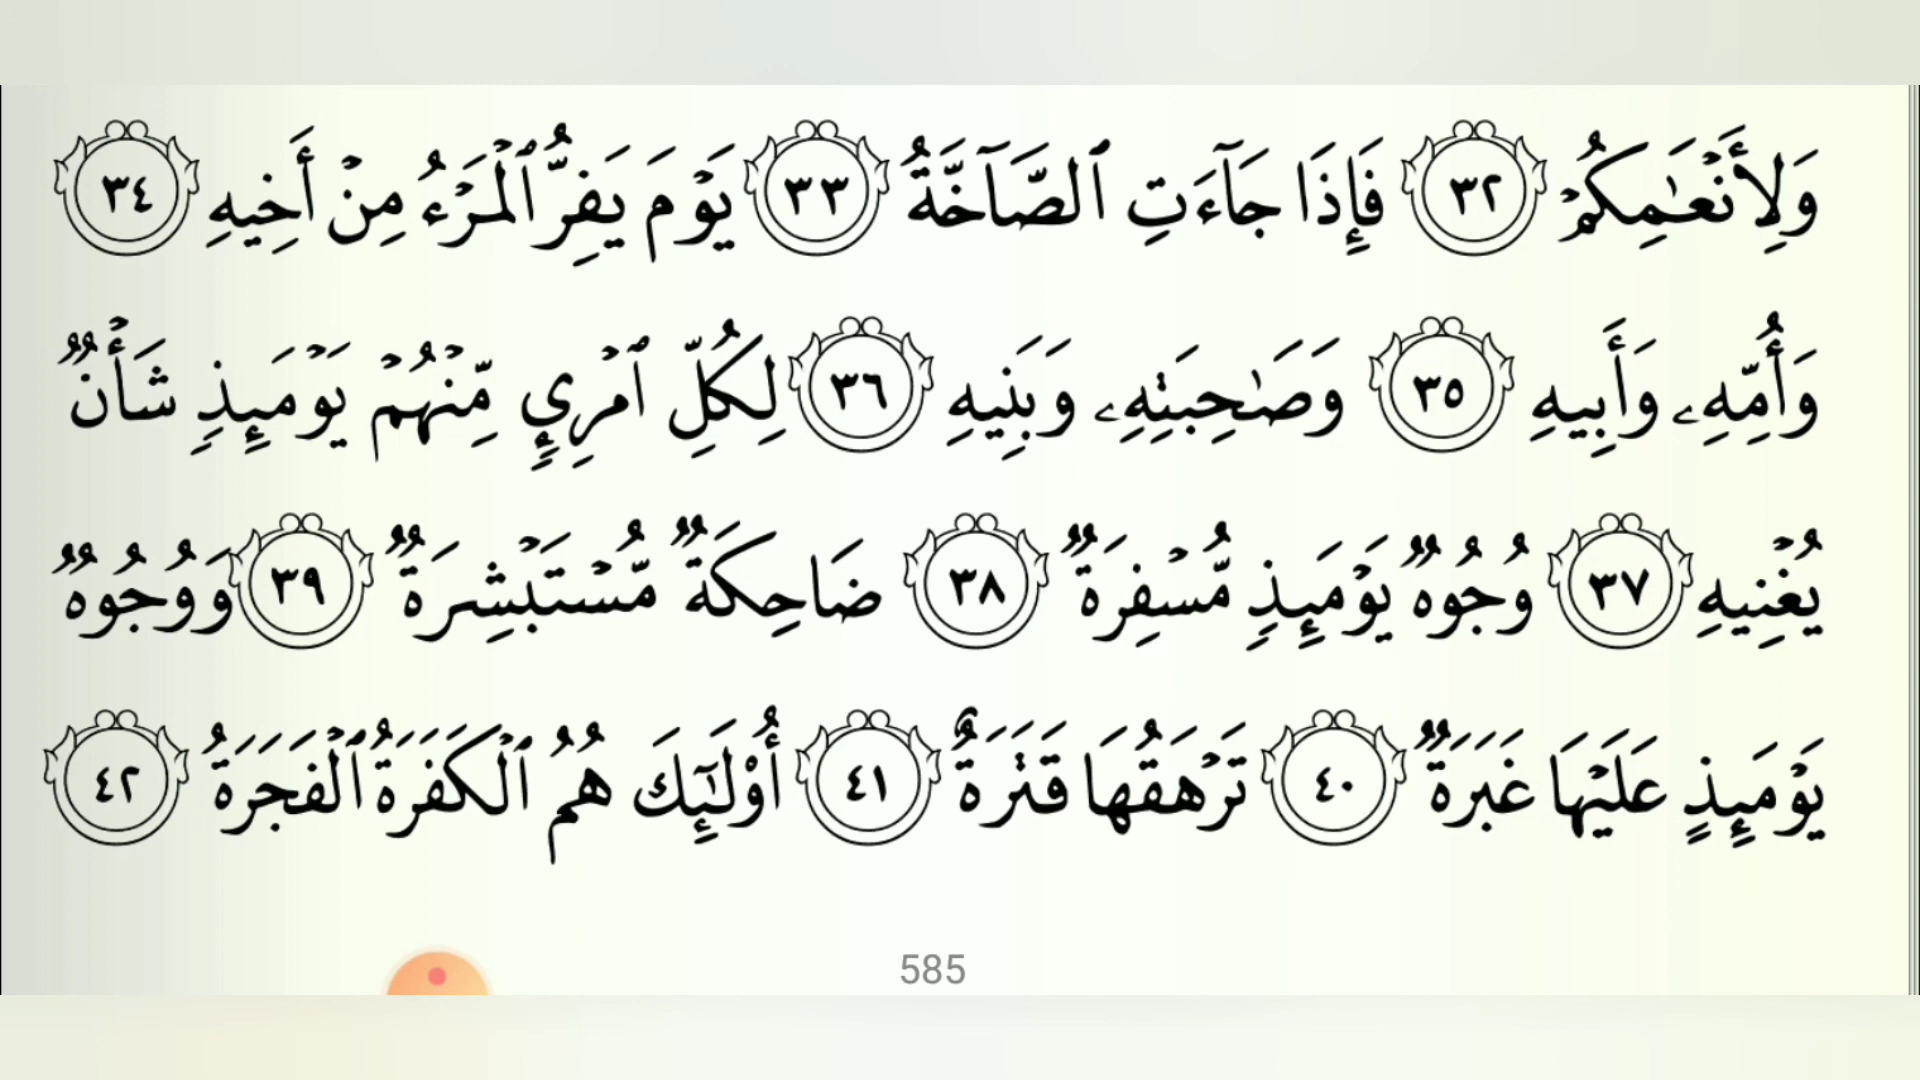 وَلِأَنْعَٰمِكُمْ ٣٢ فَإِذَا جَآءَتِ ٱلصَّآخَّةُ ٣٣ يَوْمَ يَفِرُّ ٱلْمَرْءُ مِنْ أَخِيهِ ٣٤
وَأُمِّهِۦ وَأَبِيهِ ٣٥ وَصَٰحِبَتِهِۦ وَبَنِيهِ ٣٦ لِكُلِّ ٱمْرِئٍ مِّنْهُمْ يَوْمَئِذٍ شَأْنٌ
يُغْنِيهِ ٣٧ وُجُوهٌ يَوْمَئِذٍ مُّسْفِرَةٌ ٣٨ ضَاحِكَةٌ مُّسْتَبْشِرَةٌ ٣٩ وَوُجُوهٌ
يَوْمَئِذٍ عَلَيْهَا غَبَرَةٌ ٤٠ تَرْهَقُهَا قَتَرَةٌ ٤١ أُو۟لَٰٓئِكَ هُمُ ٱلْكَفَرَةُ ٱلْفَجَرَةُ ٤٢
585